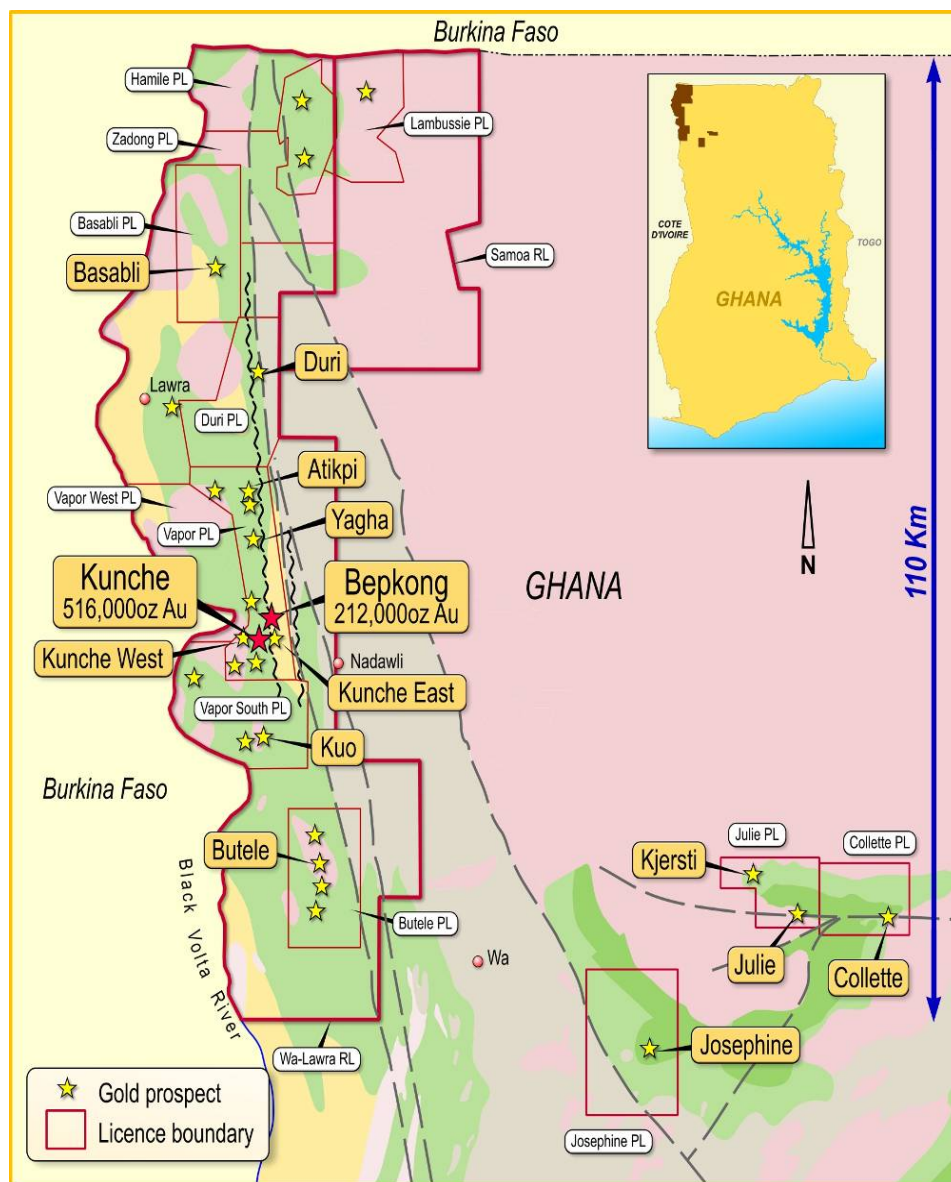 Burkina Faso
Hamile PL
Zadong PL
Lambussie PL
Basabli PL
Basabli
Samoa RL
COTE
D'IVOIRE
TOGO
GHANA
Duri
Lawra
Duri PL
Atikpi
Vapor West PL
Vapor PL
Yagha
N
110 Km
Kunche
516,000oz Au
Bepkong
212,000oz Au
GHANA
Kunche West
Nadawli
Kunche East
Vapor South PL
Kuo
Burkina Faso
Butele
Black Volta River
Butele PL
Wa
Julie PL
Collette PL
Kjersti
Julie
Collette
Josephine
Wa-Lawra RL
Josephine PL
Gold prospect
Licence boundary